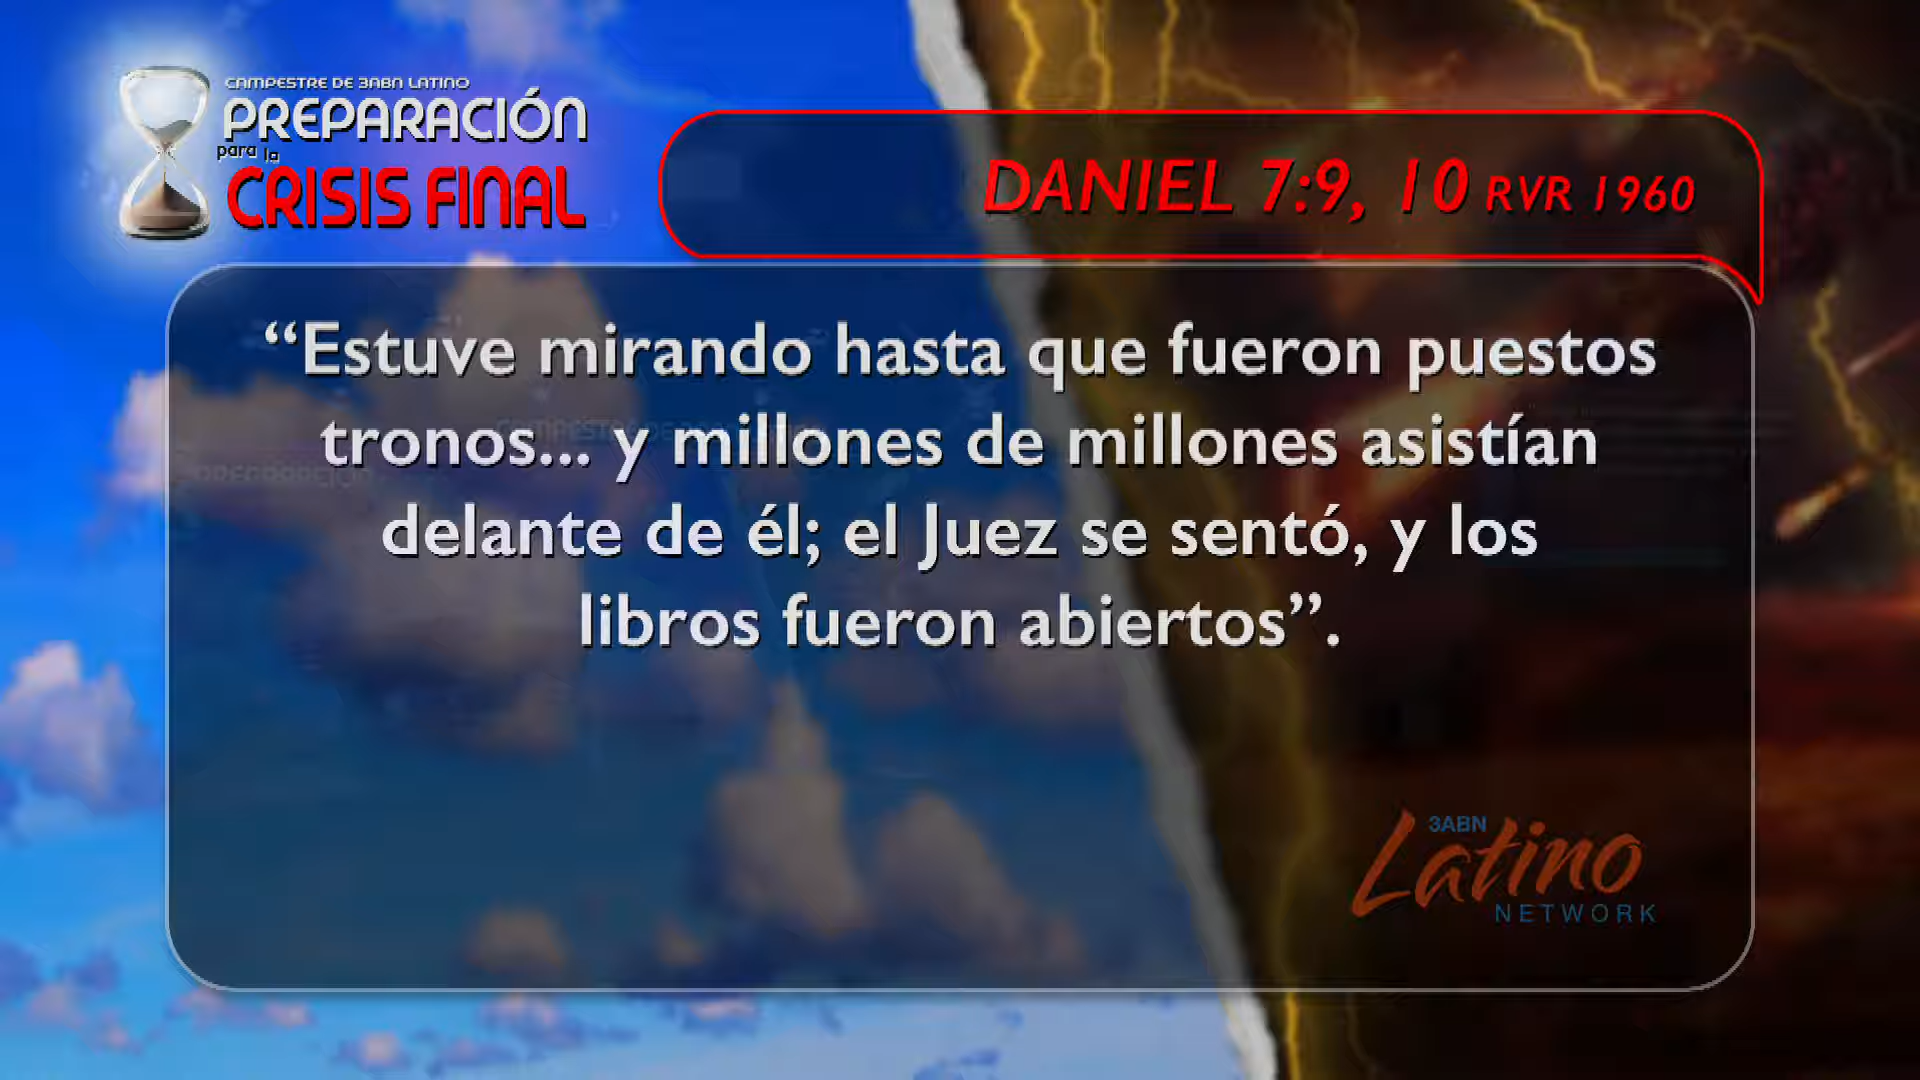 CAMPESTRE DE 3ABN LATINO
PREPARACIÓN
para la
CRISIS FINAL
DANIEL 7:9, 10 RVR 1960
“Estuve mirando hasta que fueron puestos
tronos... y millones de millones asistían
delante de él; el Juez se sentó, y los
libros fueron abiertos”.
3ABN
Latino
NETWORK